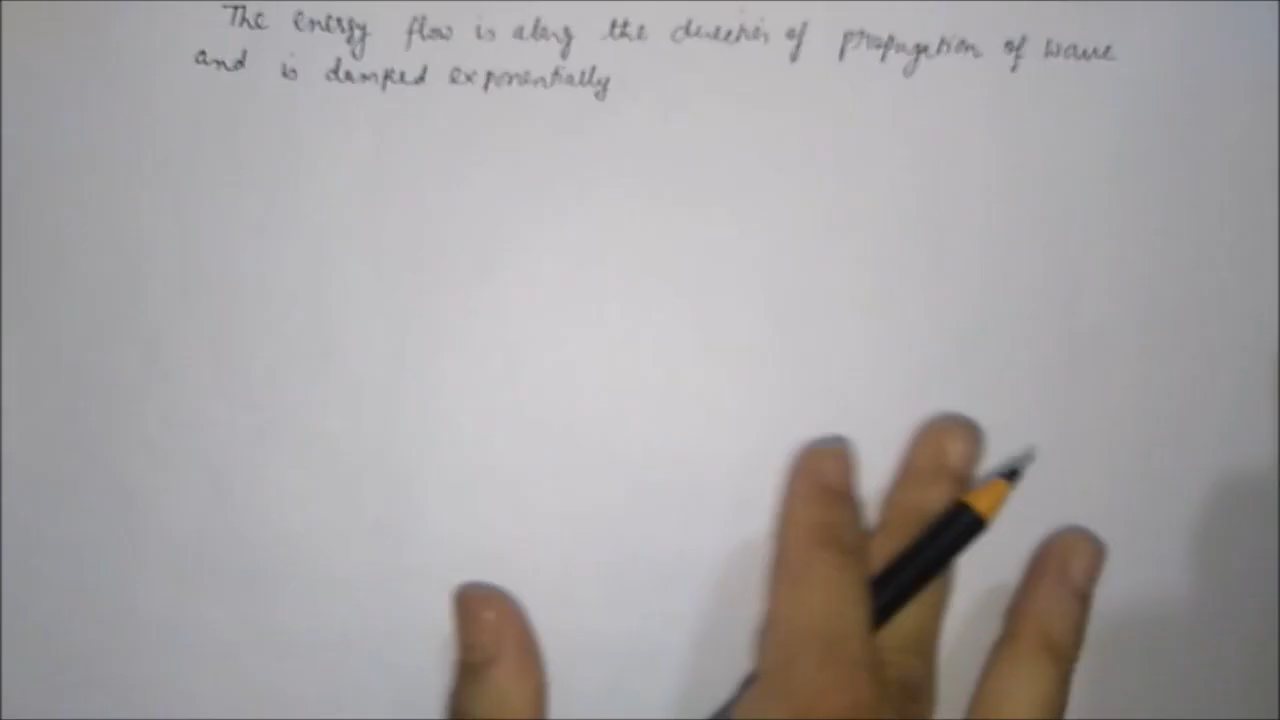 The energy flow is along the direction of propagation of wave
and is damped exponentially